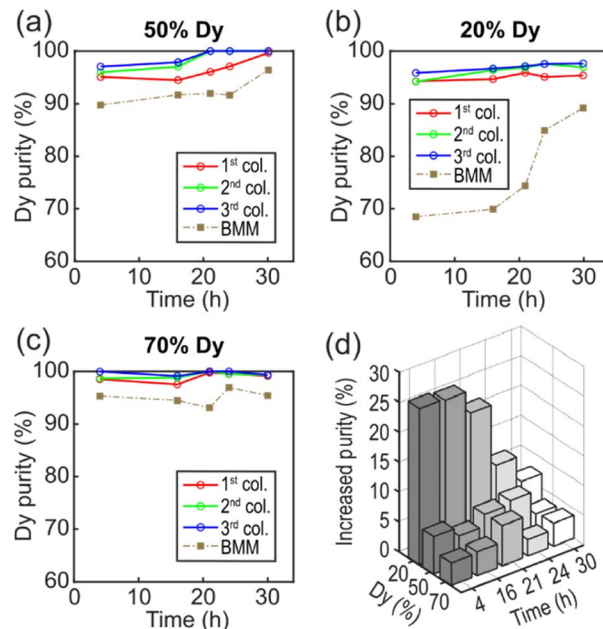 (a) 50% Dy
100
90
80
70
60
Dy purity (%)
1st col.
2nd col.
3rd col.
BMM
0 10 20 30
Time (h)
(b) 20% Dy
100
90
80
70
60
Dy purity (%)
1st col.
2nd col.
3rd col.
BMM
0 10 20 30
Time (h)
(c) 70% Dy
100
90
80
70
60
Dy purity (%)
1st col.
2nd col.
3rd col.
BMM
0 10 20 30
Time (h)
(d)
30
25
20
15
10
5
0
Increased purity (%)
20 50 70
Dy (%)
4 16 21 24 30
Time (h)